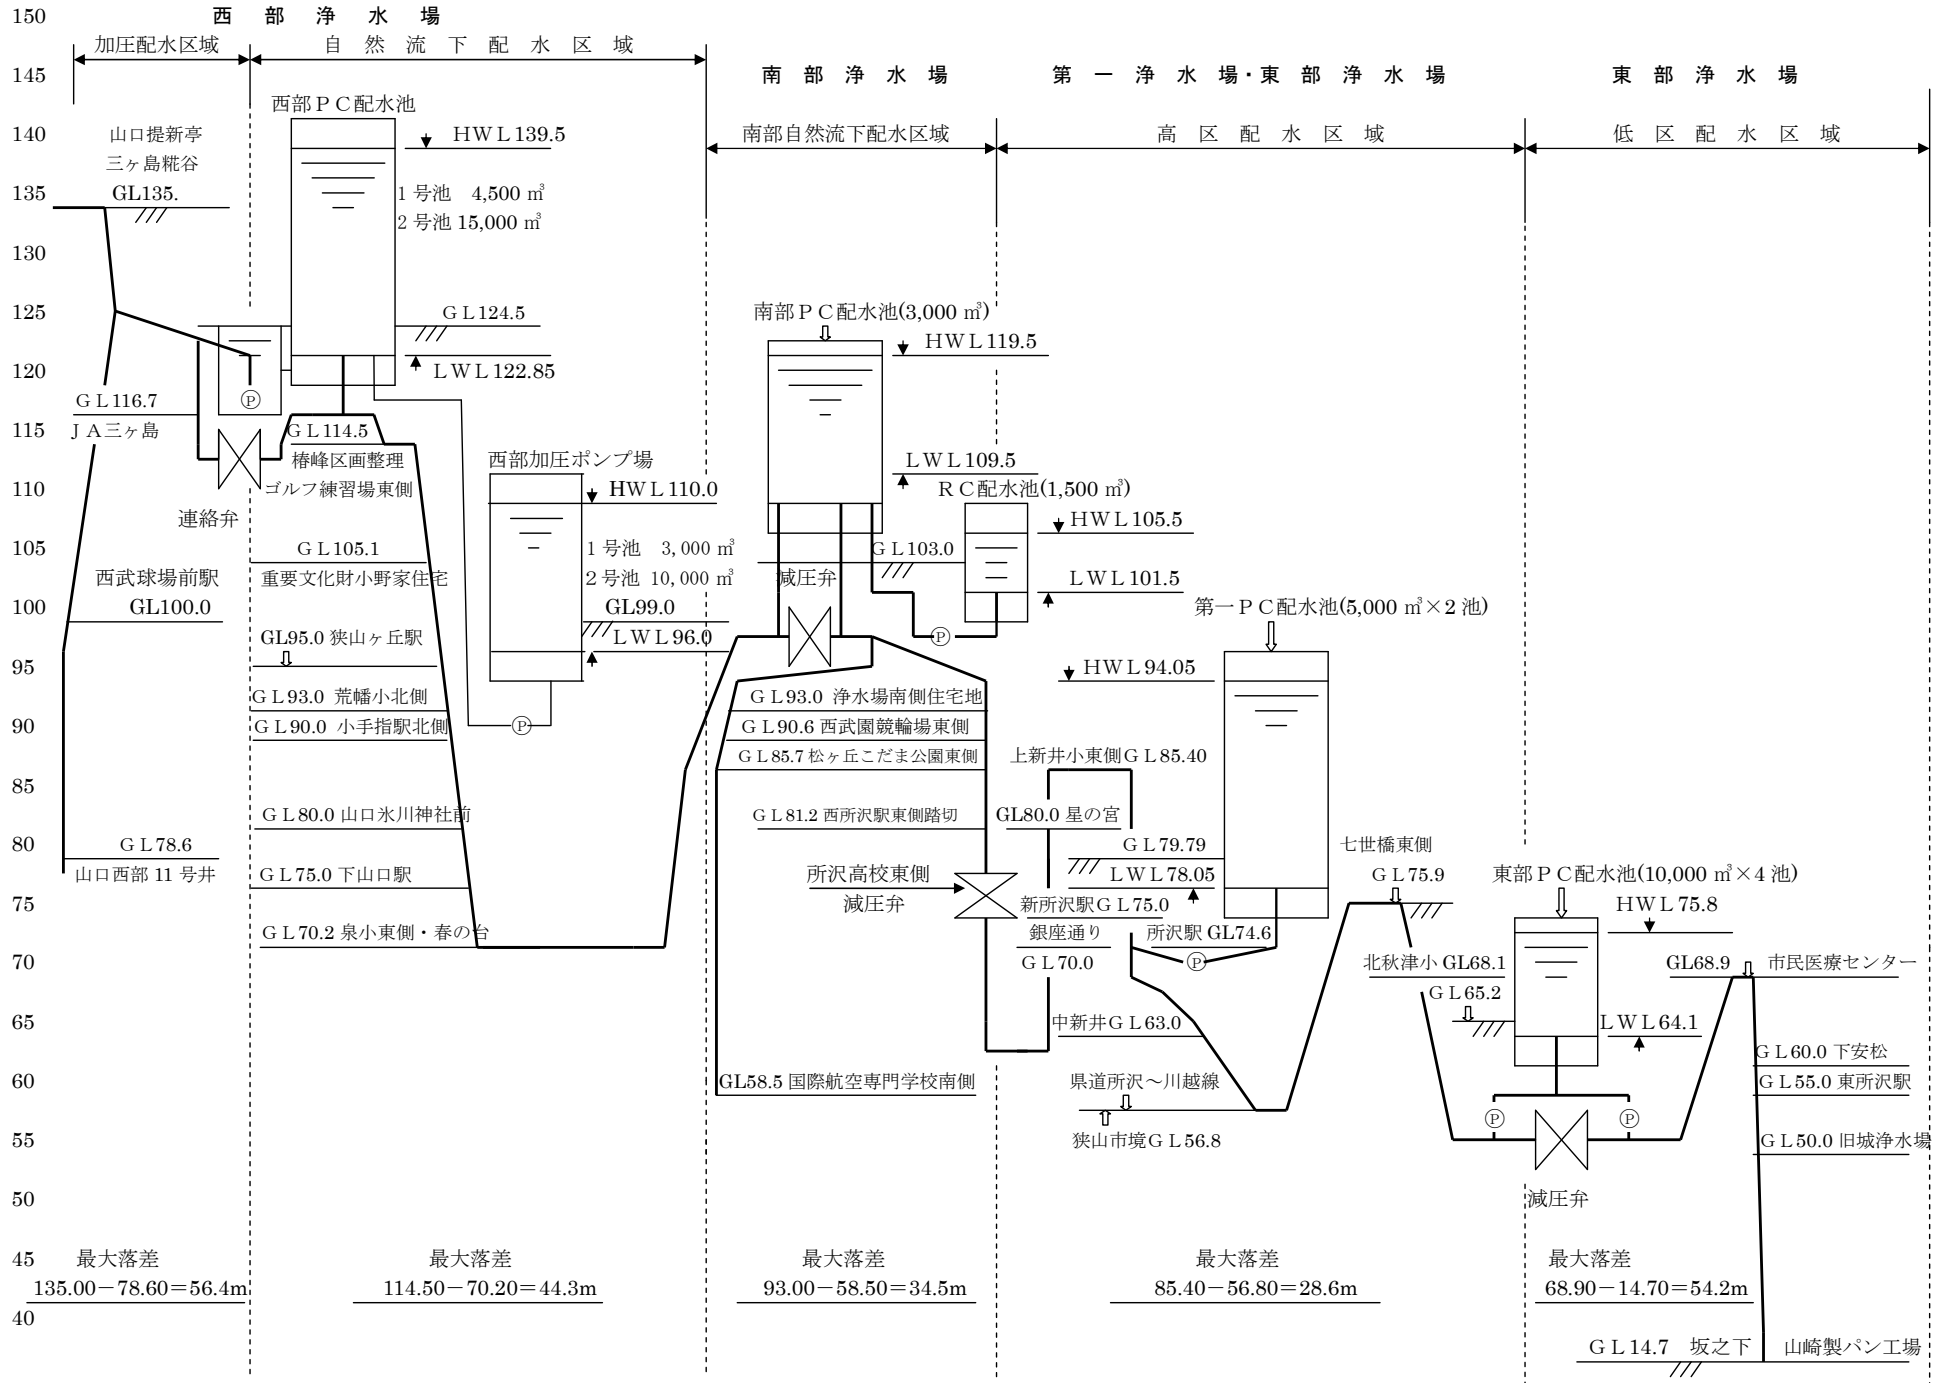 150
145
140
135
130
125
120
115
110
105
100
95
90
85
80
75
70
65
60
55
50
45
40
西部浄水場
加圧配水区域
自然流下配水区域
南部浄水場
第一浄水場・東部浄水場
東部浄水場
南部自然流下配水区域
高区配水区域
低区配水区域
山口提新亭
三ヶ島糀谷
GL135.
西部PC配水池
HWL139.5
1号池 4,500㎥
2号池 15,000㎥
GL124.5
LWL122.85
P
GL116.7
JA三ヶ島
GL114.5
椿峰区画整理
ゴルフ練習場東側
連絡弁
西武球場前駅
GL100.0
GL78.6
山口西部11号井
GL105.1
重要文化財小野家住宅
GL95.0 狭山ヶ丘駅
GL93.0 荒幡小北側
GL90.0 小手指駅北側
GL80.0 山口氷川神社前
GL75.0 下山口駅
GL70.2 泉小東側・春の台
西部加圧ポンプ場
HWL110.0
1号池 3,000㎥
2号池 10,000㎥
GL99.0
LWL96.0
P
南部PC配水池(3,000㎥)
HWL119.5
LWL109.5
RC配水池(1,500㎥)
HWL105.5
GL103.0
LWL101.5
減圧弁
P
GL93.0 浄水場南側住宅地
GL90.6 西武園競輪場東側
GL85.7 松ヶ丘こだま公園東側
GL81.2 西所沢駅東側踏切
所沢高校東側
減圧弁
GL58.5 国際航空専門学校南側
第一PC配水池(5,000㎥×2池)
HWL94.05
上新井小東側GL85.40
GL80.0 星の宮
GL79.79
LWL78.05
新所沢駅GL75.0
銀座通り
GL70.0
所沢駅 GL74.6
P
中新井GL63.0
県道所沢～川越線
狭山市境GL56.8
七世橋東側
GL75.9
北秋津小 GL68.1
GL65.2
東部PC配水池(10,000㎥×4池)
HWL75.8
GL68.9 市民医療センター
LWL64.1
P
P
減圧弁
GL60.0 下安松
GL55.0 東所沢駅
GL50.0 旧城浄水場
最大落差
135.00－78.60＝56.4m
最大落差
114.50－70.20＝44.3m
最大落差
93.00－58.50＝34.5m
最大落差
85.40－56.80＝28.6m
最大落差
68.90－14.70＝54.2m
GL14.7 坂之下 山崎製パン工場